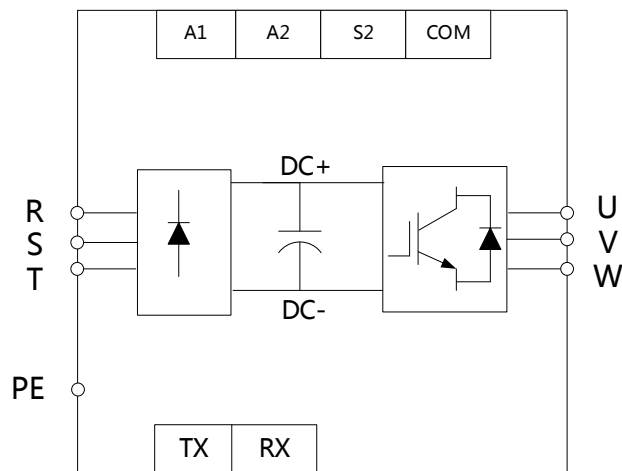 A1 A2 S2 COM
DC+
R U
S V
T W
DC-
PE
TX RX